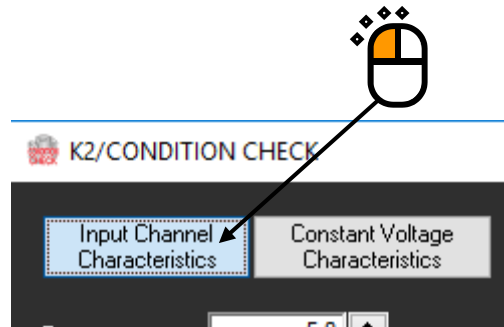 K2/CONDITION CHECK
Input Channel Constant Voltage
Characteristics Characteristics